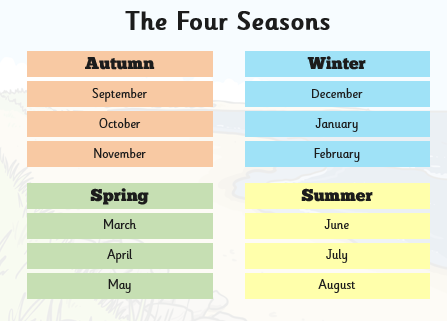 The Four Seasons
Autumn
September
October
November
Winter
December
January
February
Spring
March
April
May
Summer
June
July
August